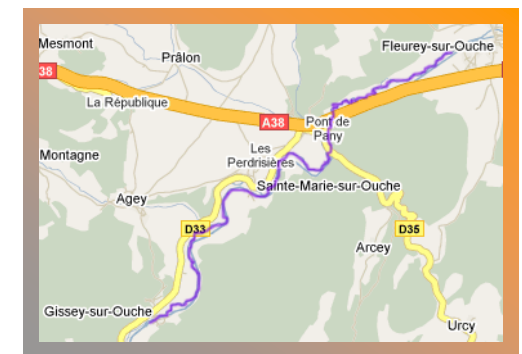 Mesmont
Fleurey-sur-Ouche
Prâlon
38
La République
A38
Pont de
Pany
Les
Perdrisières
Montagne
Sainte-Marie-sur-Ouche
Agey
D33
D35
Arcey
Gissey-sur-Ouche
Urcy